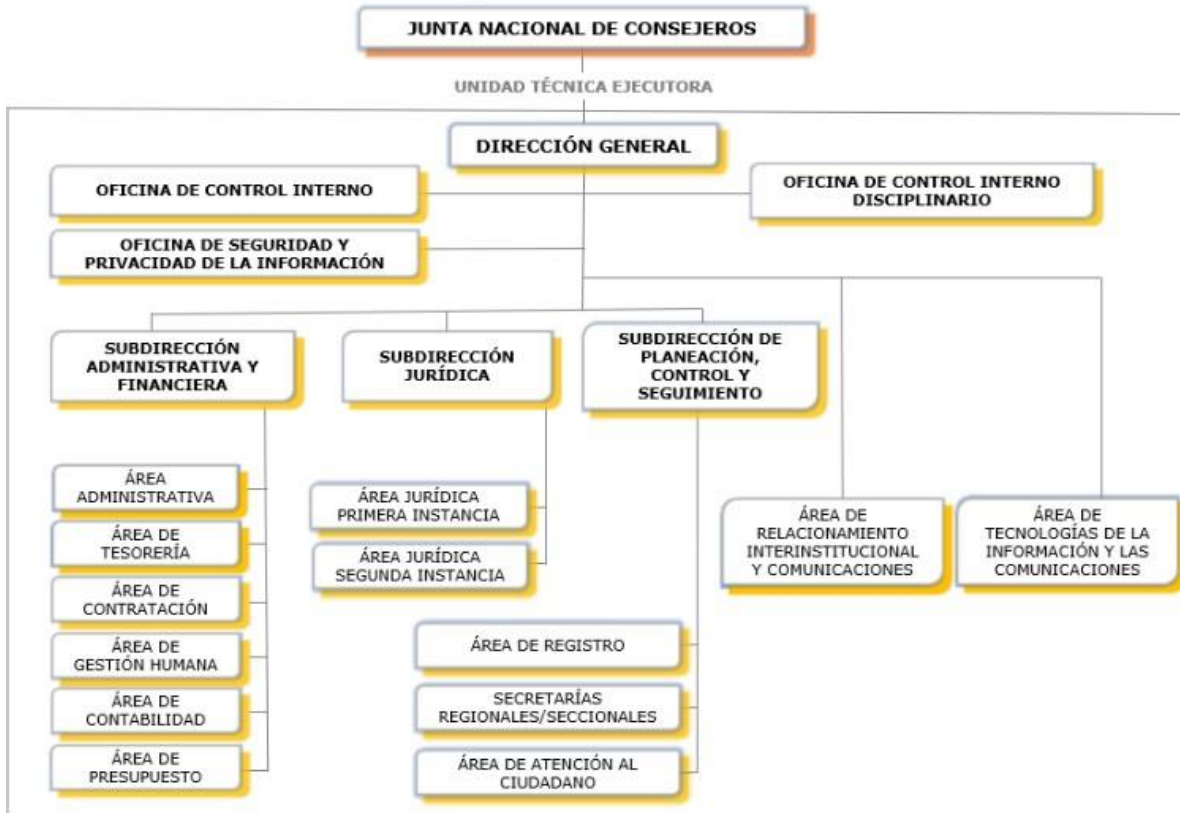 JUNTA NACIONAL DE CONSEJEROS
UNIDAD TÉCNICA EJECUTORA
DIRECCIÓN GENERAL
OFICINA DE CONTROL INTERNO
OFICINA DE CONTROL INTERNO
DISCIPLINARIO
OFICINA DE SEGURIDAD Y
PRIVACIDAD DE LA INFORMACIÓN
SUBDIRECCIÓN
ADMINISTRATIVA Y
FINANCIERA
SUBDIRECCIÓN
JURÍDICA
SUBDIRECCIÓN DE
PLANEACIÓN,
CONTROL Y
SEGUIMIENTO
ÁREA
ADMINISTRATIVA
ÁREA DE
TESORERÍA
ÁREA DE
CONTRATACIÓN
ÁREA DE
GESTIÓN HUMANA
ÁREA DE
CONTABILIDAD
ÁREA DE
PRESUPUESTO
ÁREA JURÍDICA
PRIMERA INSTANCIA
ÁREA JURÍDICA
SEGUNDA INSTANCIA
ÁREA DE REGISTRO
SECRETARÍAS
REGIONALES/SECCIONALES
ÁREA DE ATENCIÓN AL
CIUDADANO
ÁREA DE
RELACIONAMIENTO
INTERINSTITUCIONAL
Y COMUNICACIONES
ÁREA DE
TECNOLOGÍAS DE LA
INFORMACIÓN Y LAS
COMUNICACIONES